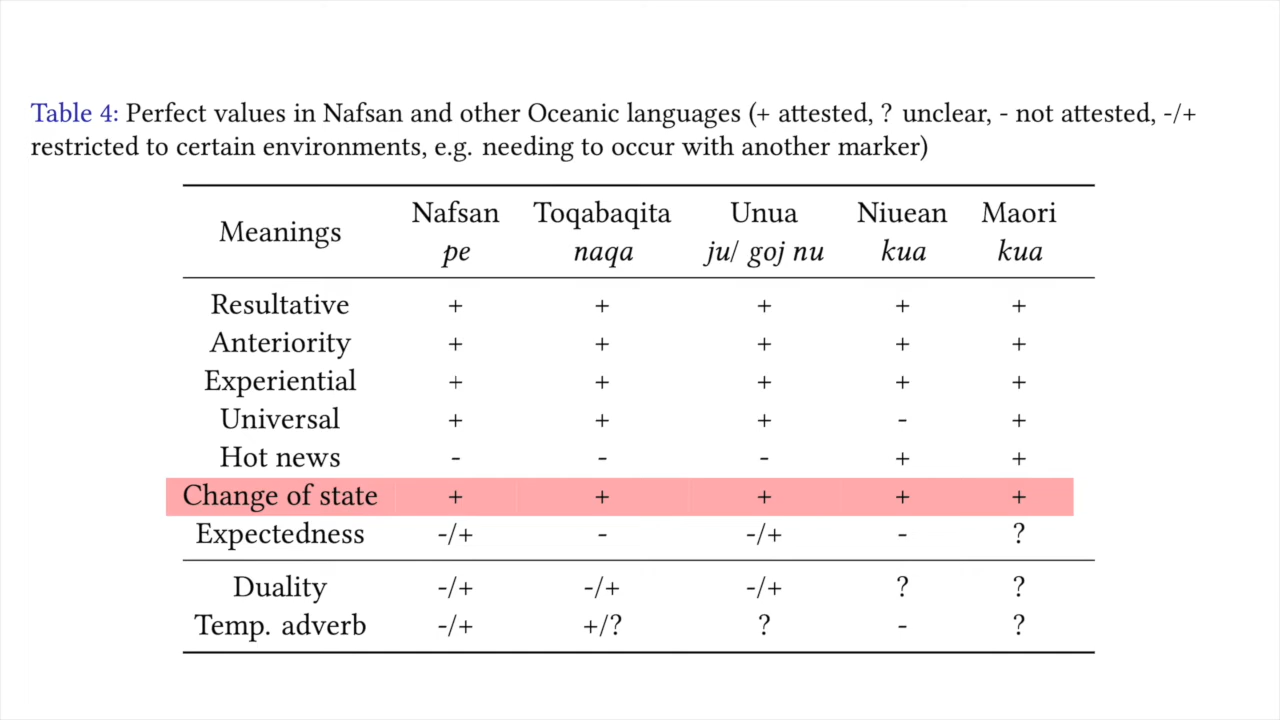 Table 4: Perfect values in Nafsan and other Oceanic languages (+ attested, ? unclear, - not attested, -/+
restricted to certain environments, e.g. needing to occur with another marker)
Meanings Nafsan Toqabaqita Unua Niuean Maori
pe naqa ju/ goj nu kua kua
Resultative + + + + +
Anteriority + + + + +
Experiential + + + + +
Universal + + + - +
Hot news - - - + +
Change of state + + + + +
Expectedness -/+ - -/+ - ?
Duality -/+ -/+ -/+ ? ?
Temp. adverb -/+ +/? ? - ?